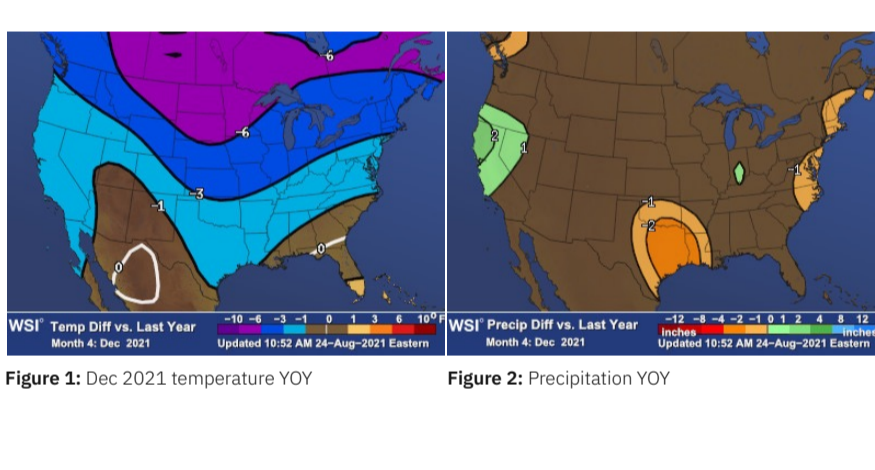 -6
-6
-3
-1
0
0
WSI® Temp Diff vs. Last Year
Month 4: Dec 2021
-10 -6 -3 -1 0 1 3 6 10° F
Updated 10:52 AM 24-Aug-2021 Eastern
Figure 1: Dec 2021 temperature YOY
2
1
-1
-1
-2
WSI® Precip Diff vs. Last Year
Month 4: Dec 2021
-12 -8 -4 -2 -1 0 1 2 4 8 12
inches inches
Updated 10:52 AM 24-Aug-2021 Eastern
Figure 2: Precipitation YOY